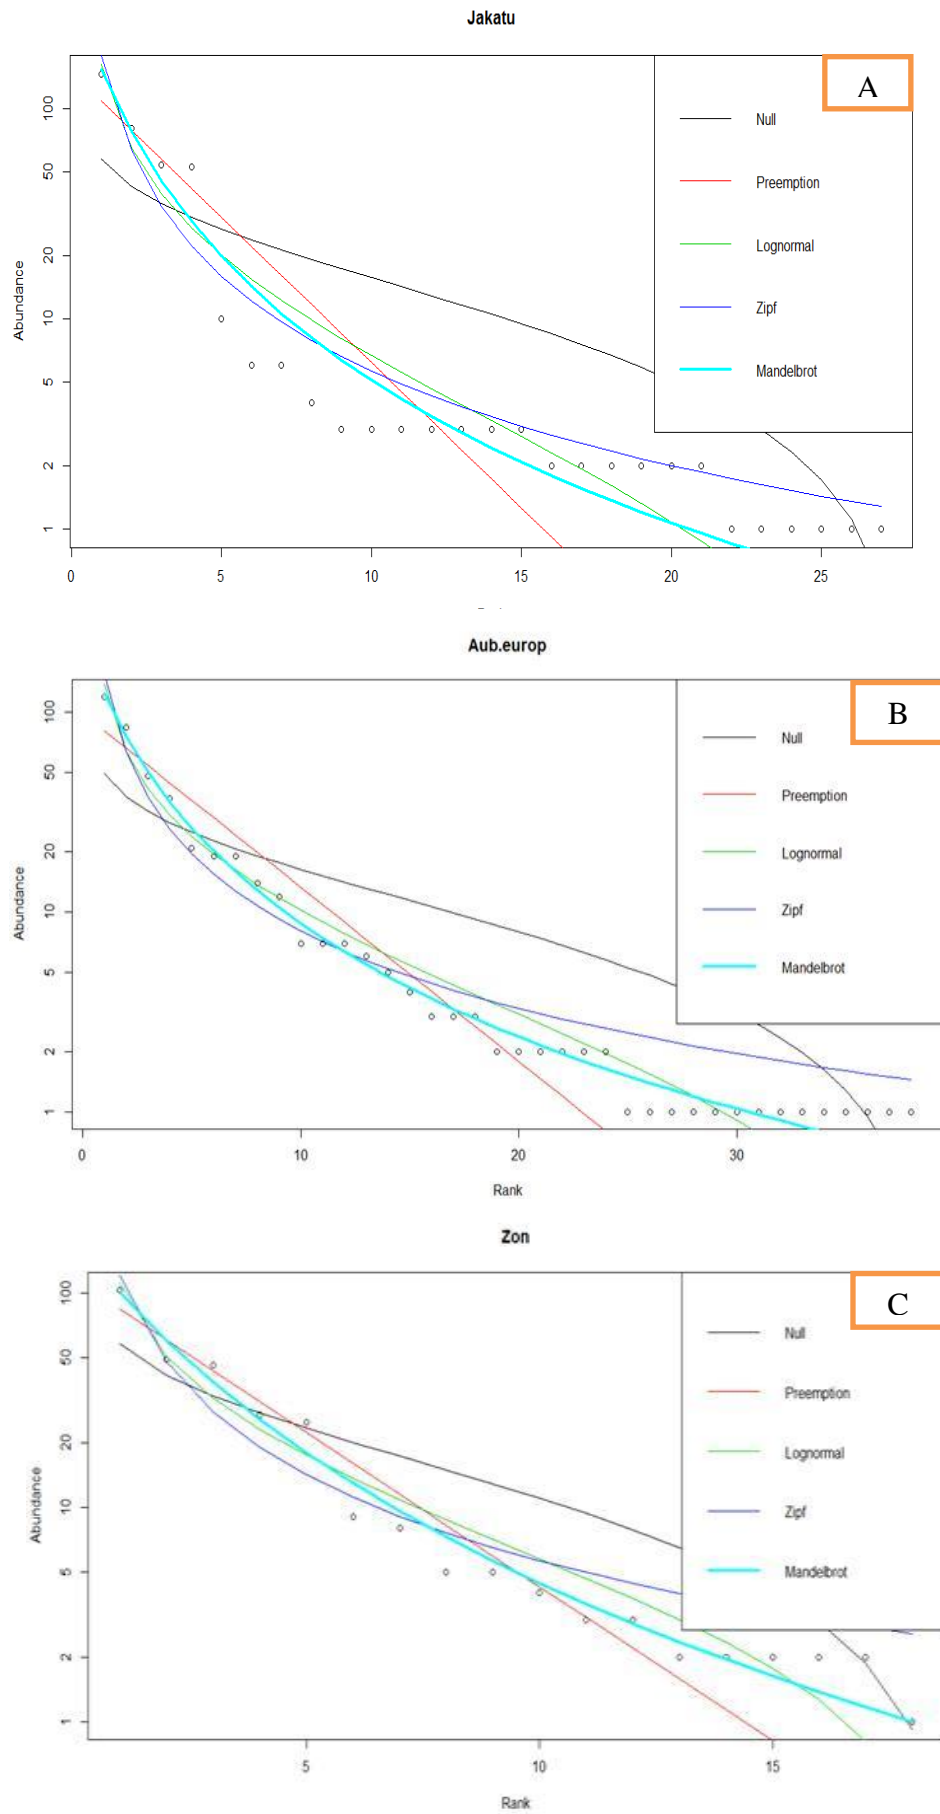 Jakatu
A
Null
Preemption
Lognormal
Zipf
Mandelbrot
Abundance
100
50
20
10
5
2
1
0 5 10 15 20 25
Aub.europ
B
Null
Preemption
Lognormal
Zipf
Mandelbrot
Abundance
100
50
20
10
5
2
1
0 10 20 30
Rank
Zon
C
Null
Preemption
Lognormal
Zipf
Mandelbrot
Abundance
100
50
20
10
5
2
1
5 10 15
Rank